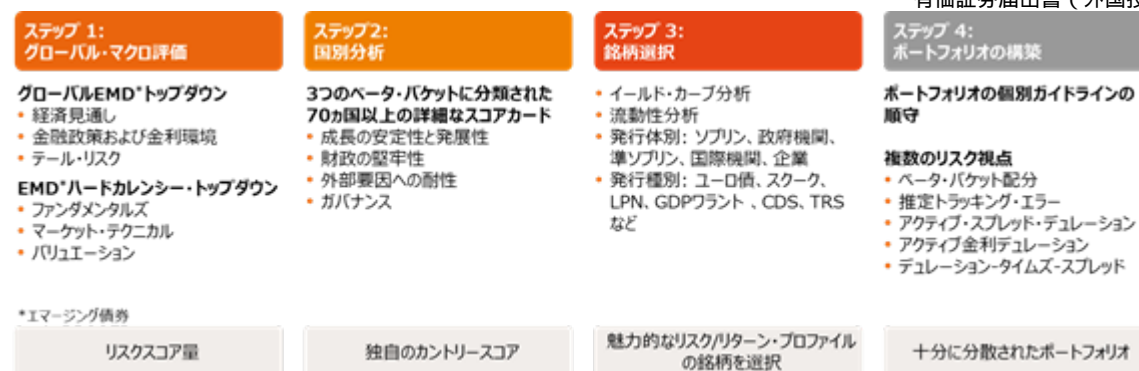 有価証券届出書（外国投
ステップ 1:
グローバル・マクロ評価
グローバルEMD*トップダウン
• 経済見通し
• 金融政策および金利環境
• テール・リスク
EMD*ハードカレンシー・トップダウン
• ファンダメンタルズ
• マーケット・テクニカル
• バリュエーション
*エマージング債券
リスクスコア量
ステップ2:
国別分析
3つのベータ・バケットに分類された
70ヵ国以上の詳細なスコアカード
• 成長の安定性と発展性
• 財政の堅牢性
• 外部要因への耐性
• ガバナンス
独自のカントリースコア
ステップ 3:
銘柄選択
• イールド・カーブ分析
• 流動性分析
• 発行体別: ソブリン、政府機関、
準ソブリン、国際機関、企業
• 発行種別: ユーロ債、スクーク、
LPN、GDPワラント 、CDS、TRS
など
魅力的なリスク/リターン・プロファイル
の銘柄を選択
ステップ 4:
ポートフォリオの構築
ポートフォリオの個別ガイドラインの
順守
複数のリスク視点
• ベータ・バケット配分
• 推定トラッキング・エラー
• アクティブ・スプレッド・デュレーション
• アクティブ金利デュレーション
• デュレーション-タイムズ-スプレッド
十分に分散されたポートフォリオ